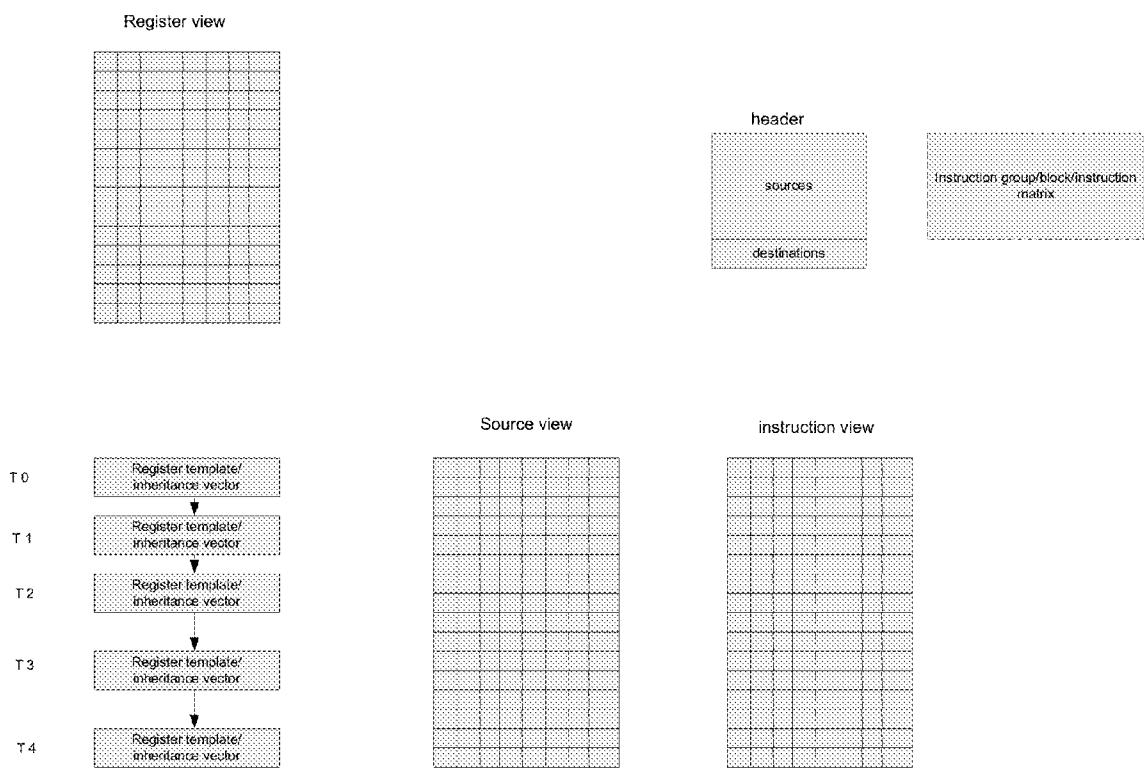 Register view
header
sources
destinations
Instruction group/block/instruction
matrix
Source view
instruction view
T 0
Register template/
inheritance vector
T 1
Register template/
inheritance vector
T 2
Register template/
inheritance vector
T 3
Register template/
inheritance vector
T 4
Register template/
inheritance vector